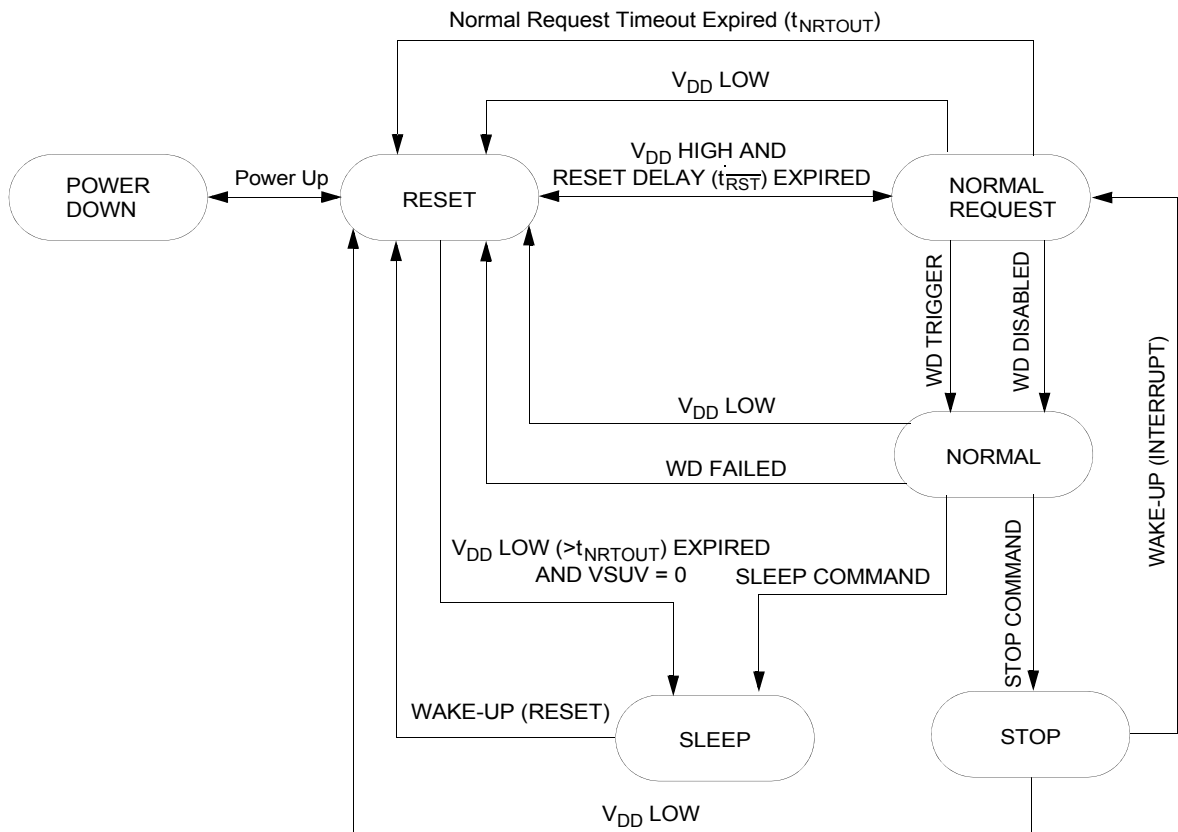 Normal Request Timeout Expired (tNRTOUT)
VDD LOW
VDD HIGH AND
RESET DELAY (tRST) EXPIRED
POWER
DOWN
Power Up
RESET
NORMAL
REQUEST
WD TRIGGER
WD DISABLED
WAKE-UP (INTERRUPT)
VDD LOW
NORMAL
WD FAILED
VDD LOW (>tNRTOUT) EXPIRED
AND VSUV = 0
SLEEP COMMAND
STOP COMMAND
WAKE-UP (RESET)
SLEEP
STOP
VDD LOW